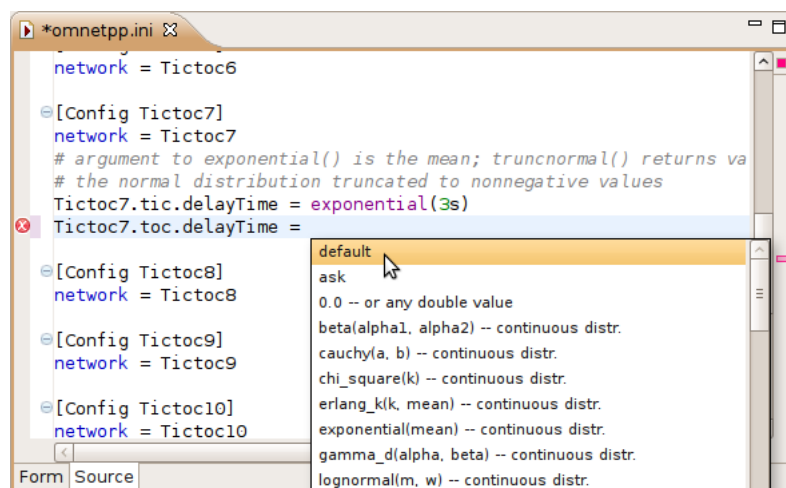 *omnetpp.ini
network = Tictoc6
[Config Tictoc7]
network = Tictoc7
# argument to exponential() is the mean; truncnormal() returns va
# the normal distribution truncated to nonnegative values
Tictoc7.tic.delayTime = exponential(3s)
Tictoc7.toc.delayTime =
default
ask
[Config Tictoc8]
network = Tictoc8
0.0 -- or any double value
beta(alpha1, alpha2) -- continuous distr.
[Config Tictoc9]
network = Tictoc9
cauchy(a, b) -- continuous distr.
chi_square(k) -- continuous distr.
[Config Tictoc10]
network = Tictoc10
erlang_k(k, mean) -- continuous distr.
exponential(mean) -- continuous distr.
gamma_d(alpha, beta) -- continuous distr.
lognormal(m, w) -- continuous distr.
Form Source